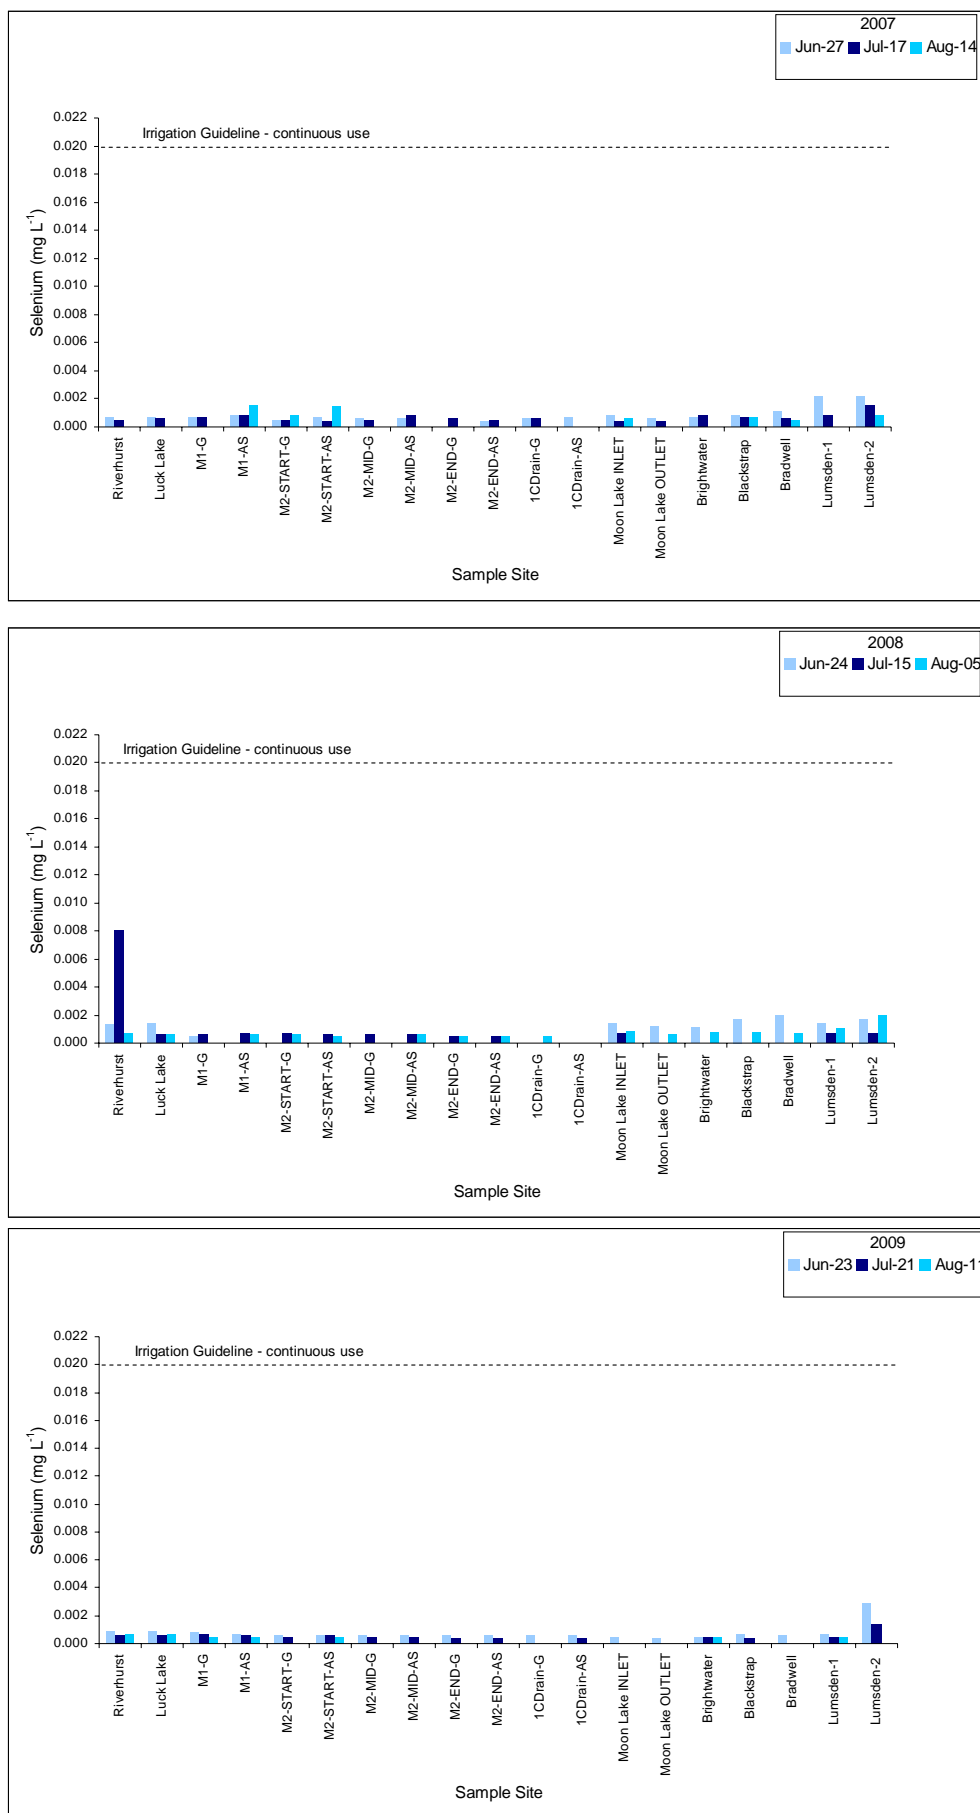 2007
Jun-27 Jul-17 Aug-14
0.022
0.020
0.018
0.016
0.014
0.012
0.010
0.008
0.006
0.004
0.002
0.000
Irrigation Guideline - continuous use
Selenium (mg L-1)
Riverhurst
Luck Lake
M1-G
M1-AS
M2-START-G
M2-START-AS
M2-MID-G
M2-MID-AS
M2-END-G
M2-END-AS
1CDrain-G
1CDrain-AS
Moon Lake INLET
Moon Lake OUTLET
Brightwater
Blackstrap
Bradwell
Lumsden-1
Lumsden-2
Sample Site
2008
Jun-24 Jul-15 Aug-05
0.022
0.020
0.018
0.016
0.014
0.012
0.010
0.008
0.006
0.004
0.002
0.000
Irrigation Guideline - continuous use
Selenium (mg L-1)
Riverhurst
Luck Lake
M1-G
M1-AS
M2-START-G
M2-START-AS
M2-MID-G
M2-MID-AS
M2-END-G
M2-END-AS
1CDrain-G
1CDrain-AS
Moon Lake INLET
Moon Lake OUTLET
Brightwater
Blackstrap
Bradwell
Lumsden-1
Lumsden-2
Sample Site
2009
Jun-23 Jul-21 Aug-11
0.022
0.020
0.018
0.016
0.014
0.012
0.010
0.008
0.006
0.004
0.002
0.000
Irrigation Guideline - continuous use
Selenium (mg L-1)
Riverhurst
Luck Lake
M1-G
M1-AS
M2-START-G
M2-START-AS
M2-MID-G
M2-MID-AS
M2-END-G
M2-END-AS
1CDrain-G
1CDrain-AS
Moon Lake INLET
Moon Lake OUTLET
Brightwater
Blackstrap
Bradwell
Lumsden-1
Lumsden-2
Sample Site